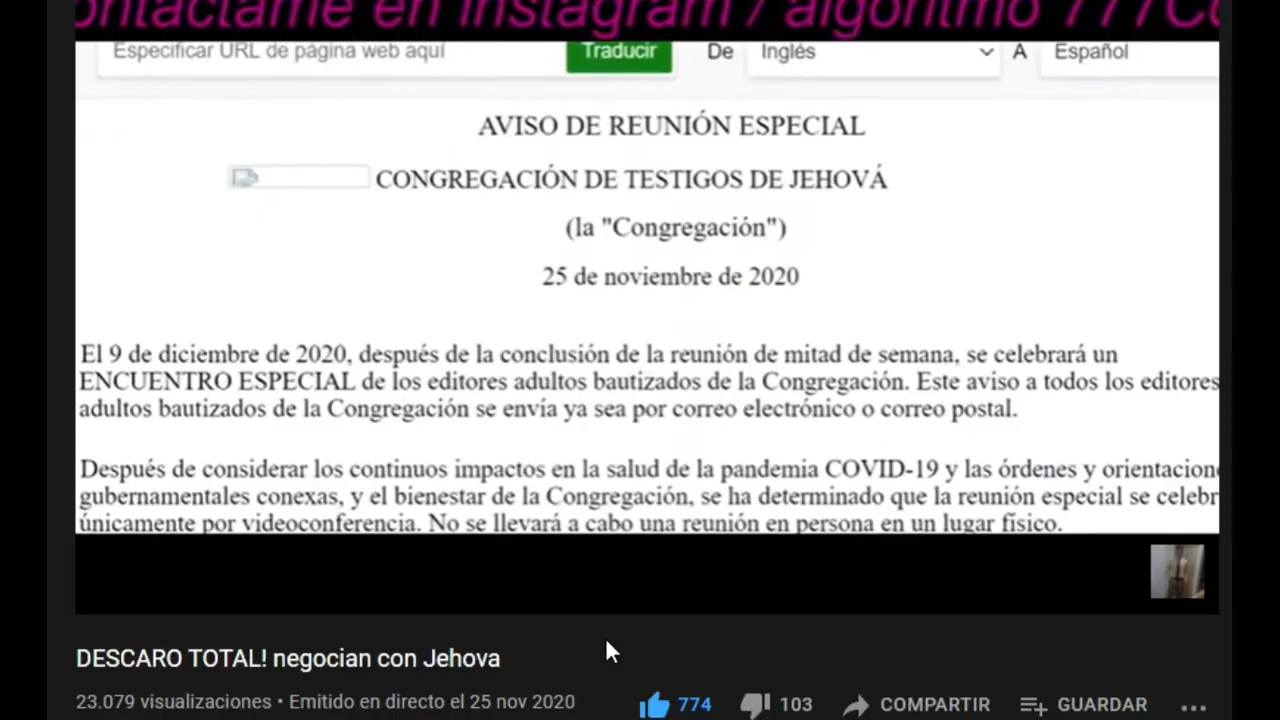 ontáctame en Instagram / algoritmo 777Co
Especificar URL de página web aquí Traducir De Inglés A Español
AVISO DE REUNIÓN ESPECIAL
CONGREGACIÓN DE TESTIGOS DE JEHOVÁ
(la "Congregación")
25 de noviembre de 2020
El 9 de diciembre de 2020, después de la conclusión de la reunión de mitad de semana, se celebrará un
ENCUENTRO ESPECIAL de los editores adultos bautizados de la Congregación. Este aviso a todos los editores
adultos bautizados de la Congregación se envía ya sea por correo electrónico o correo postal.
Después de considerar los continuos impactos en la salud de la pandemia COVID-19 y las órdenes y orientacion
gubernamentales conexas, y el bienestar de la Congregación, se ha determinado que la reunión especial se celebr
únicamente por videoconferencia. No se llevará a cabo una reunión en persona en un lugar físico.
DESCARO TOTAL! negocian con Jehova
23.079 visualizaciones • Emitido en directo el 25 nov 2020 774 103 COMPARTIR GUARDAR